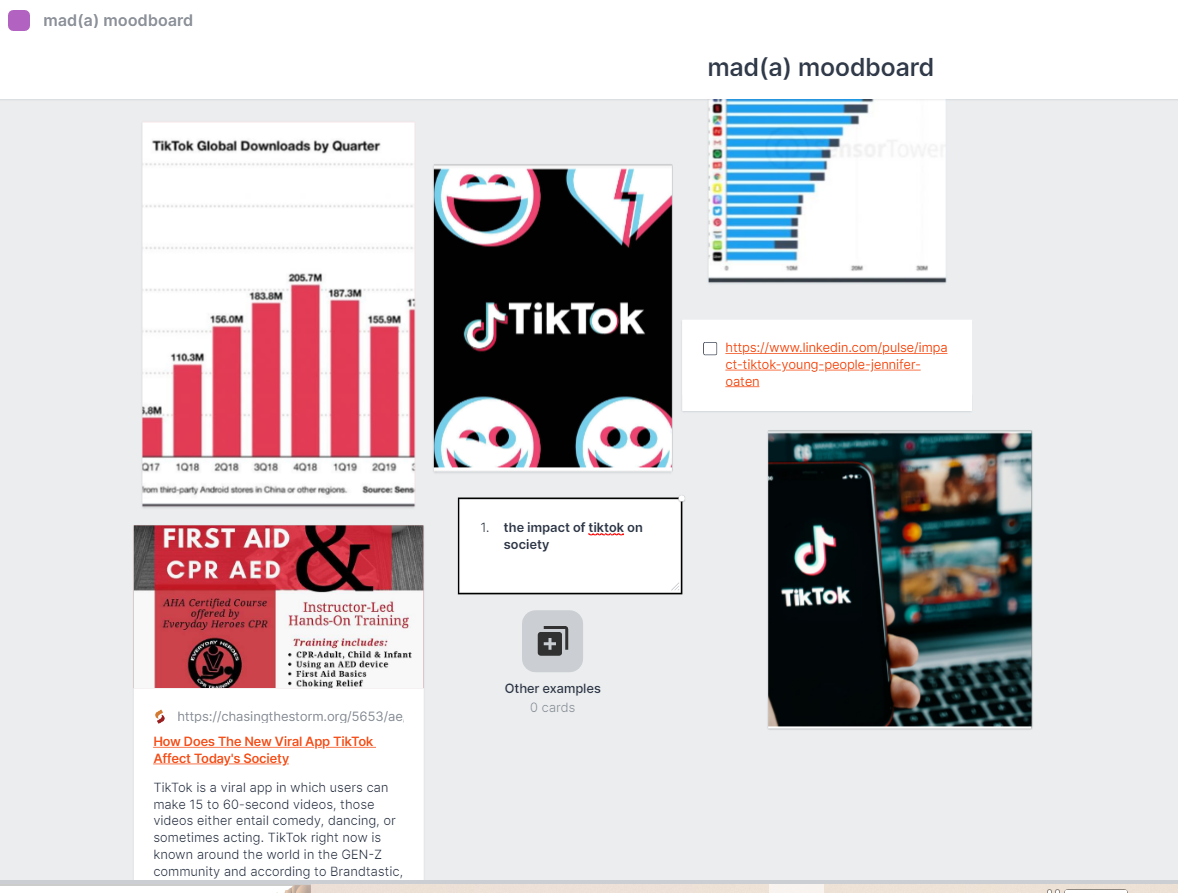 mad(a) moodboard
mad(a) moodboard
TikTok Global Downloads by Quarter
205.7M
183.8M
187.3M
156.0M
155.9M
110.3M
Q17 1Q18 2Q18 3Q18 4Q18 1Q19 2Q19
from third-party Android stores in China or other regions. Source:
TikTok
SensorTower
0 10M 20M 30M
https://www.linkedin.com/pulse/impa
ct-tiktok-young-people-jennifer-
oaten
TikTok
1. the impact of tiktok on
society
Other examples
0 cards
FIRST AID
CPR AED
&
AHA Certified Course
offered by
Everyday Heroes CPR
EVERYDAY HEROES
CPR TRAINING
Instructor-Led
Hands-On Training
Training includes:
• CPR-Adult, Child & Infant
• Using an AED device
• First Aid Basics
• Choking Relief
https://chasingthestorm.org/5653/ae
How Does The New Viral App TikTok
Affect Today's Society
TikTok is a viral app in which users can
make 15 to 60-second videos, those
videos either entail comedy, dancing, or
sometimes acting. TikTok right now is
known around the world in the GEN-Z
community and according to Brandtastic,